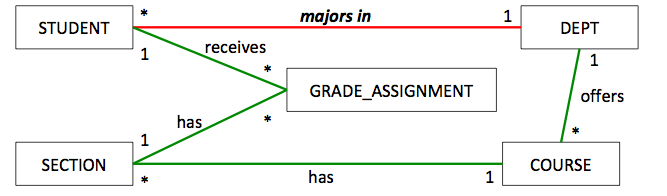 * majors in 1
STUDENT DEPT
1 receives 1
* offers
GRADE_ASSIGNMENT
has *
1 *
SECTION COURSE
* has 1